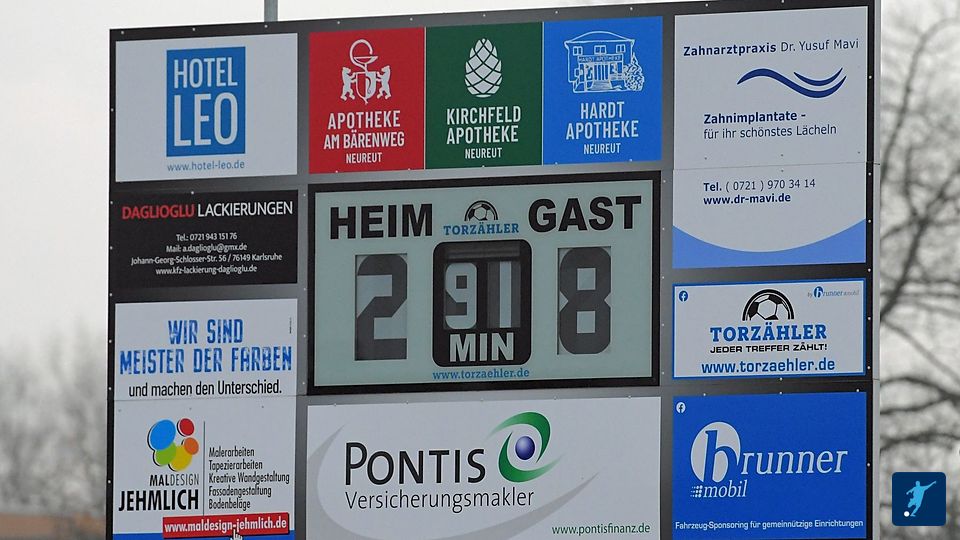 HOTEL
LEO
www.hotel-leo.de
APOTHEKE
AM BÄRENWEG
NEUREUT
KIRCHFELD
APOTHEKE
NEUREUT
HARDT APOTHEKE
HARDT
APOTHEKE
NEUREUT
Zahnarztpraxis Dr. Yusuf Mavi
Zahnimplantate -
für ihr schönstes Lächeln
Tel. ( 0721 ) 970 34 14
www.dr-mavi.de
DAGLIOGLU LACKIERUNGEN
Tel.: 0721 943 151 76
Mail: a.daglioglu@gmx.de
Johann-Georg-Schlosser-Str. 56 / 76149 Karlsruhe
www.kfz-lackierung-daglioglu.de
HEIM
TORZÄHLER
GAST
2
91
8
MIN
www.torzaehler.de
WIR SIND
MEISTER DER FARBEN
und machen den Unterschied.
MALDESIGN
JEHMLICH
Malerarbeiten
Tapezierarbeiten
Kreative Wandgestaltung
Fassadengestaltung
Bodenbeläge
www.maldesign-jehmlich.de
PONTIS
Versicherungsmakler
www.pontisfinanz.de
by brunner mobil
TORZÄHLER
JEDER TREFFER ZÄHLT!
www.torzaehler.de
brunner
mobil
Fahrzeug-Sponsoring für gemeinnützige Einrichtungen